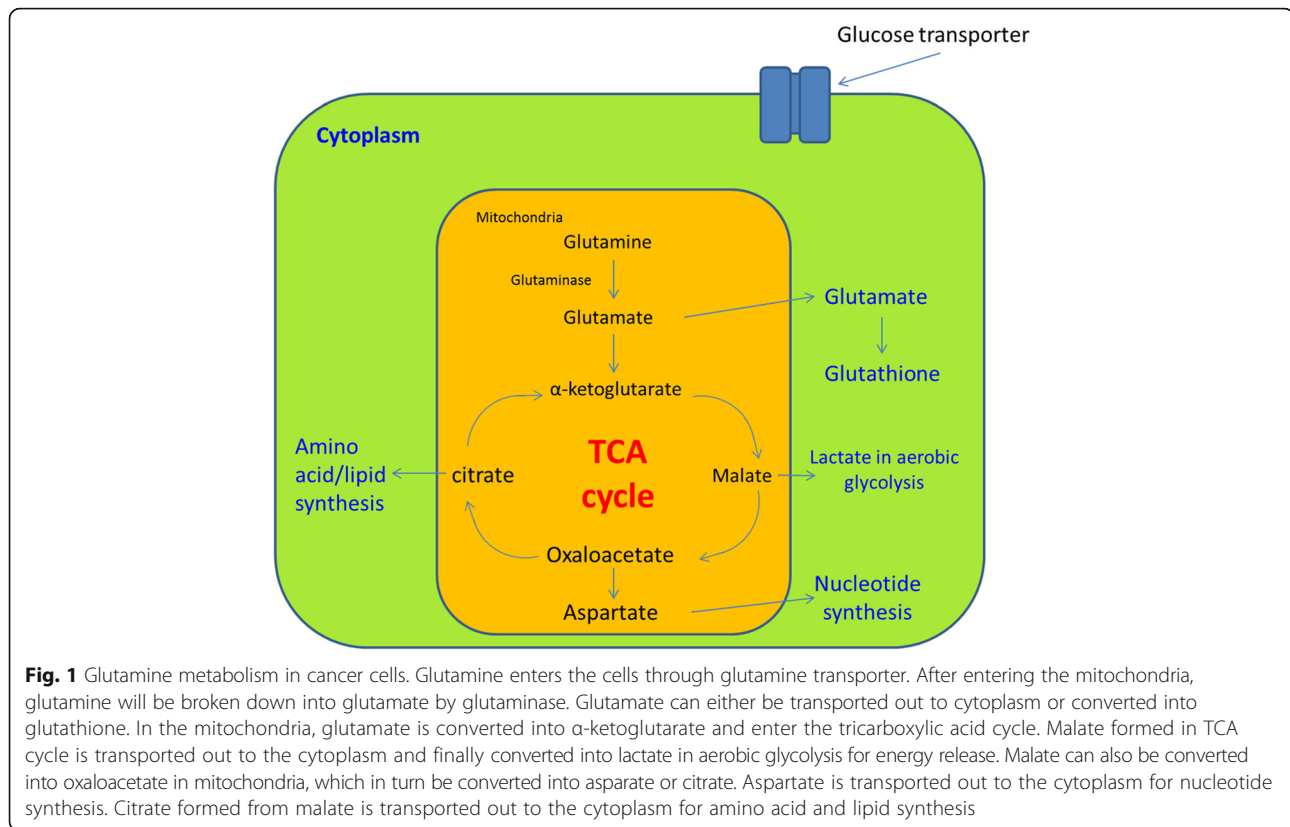 Glucose transporter
Cytoplasm
Mitochondria
Glutamine
Glutaminase
Glutamate
Glutamate
Glutathione
α-ketoglutarate
Amino
acid/lipid
synthesis
citrate
TCA
cycle
Malate
Lactate in aerobic
glycolysis
Oxaloacetate
Aspartate
Nucleotide
synthesis
Fig. 1 Glutamine metabolism in cancer cells. Glutamine enters the cells through glutamine transporter. After entering the mitochondria,
glutamine will be broken down into glutamate by glutaminase. Glutamate can either be transported out to cytoplasm or converted into
glutathione. In the mitochondria, glutamate is converted into α-ketoglutarate and enter the tricarboxylic acid cycle. Malate formed in TCA
cycle is transported out to the cytoplasm and finally converted into lactate in aerobic glycolysis for energy release. Malate can also be converted
into oxaloacetate in mitochondria, which in turn be converted into asparate or citrate. Aspartate is transported out to the cytoplasm for nucleotide
synthesis. Citrate formed from malate is transported out to the cytoplasm for amino acid and lipid synthesis